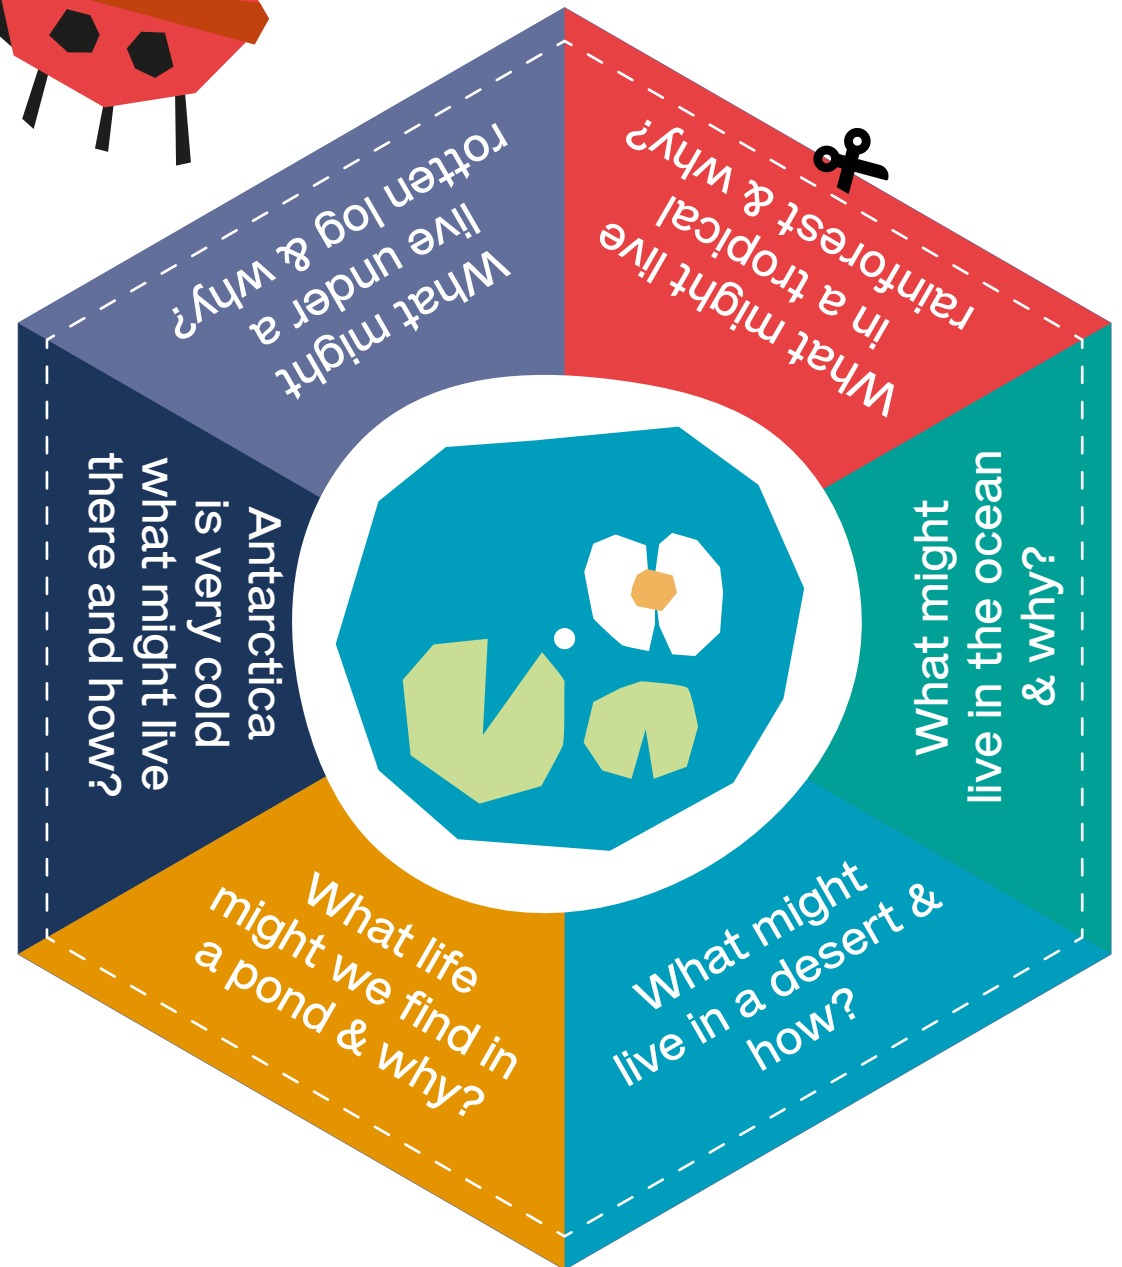 What might
live under a
rotten log & why?
What might live
in a tropical
rainforest & why?
What might
live in the ocean
& why?
What might
live in a desert &
how?
What life
might we find in
a pond & why?
Antarctica
is very cold
what might live
there and how?